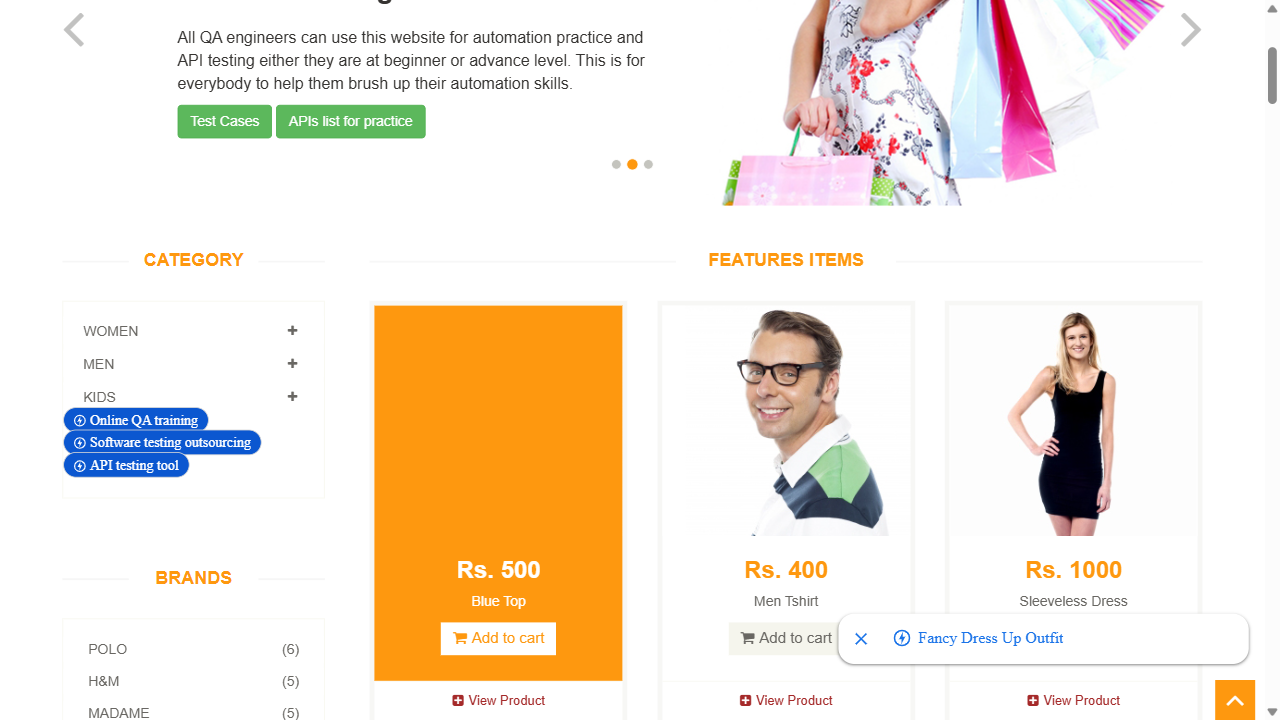 All QA engineers can use this website for automation practice and
API testing either they are at beginner or advance level. This is for
everybody to help them brush up their automation skills.
Test Cases
APIs list for practice
CATEGORY
WOMEN
MEN
KIDS
Online QA training
Software testing outsourcing
API testing tool
BRANDS
POLO (6)
H&M (5)
MADAME (5)
FEATURES ITEMS
Rs. 500
Blue Top
Add to cart
View Product
Rs. 400
Men Tshirt
Add to cart
View Product
Rs. 1000
Sleeveless Dress
View Product
Fancy Dress Up Outfit